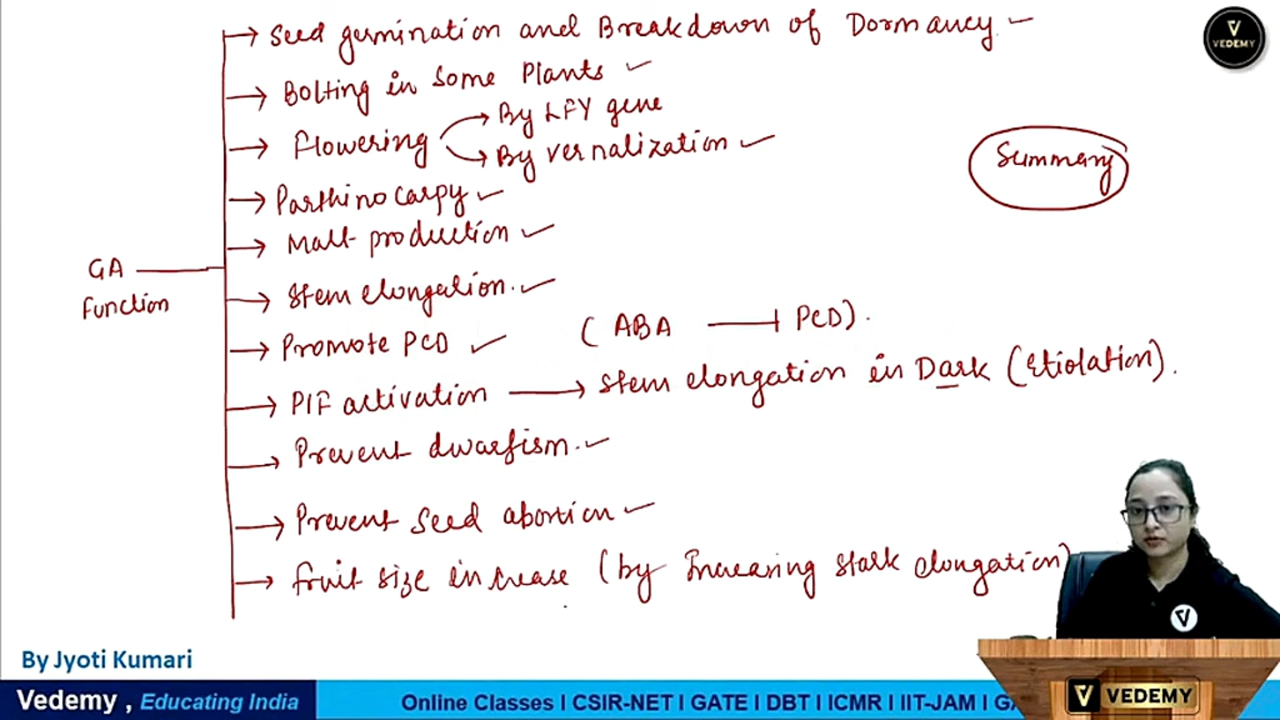 Seed germination and Breakdown of Dormancy.
VEDEMY
Bolting in Some Plants
Flowering
By LFY gene
By vernalization
Summary
Parthinocarpy
Malt production
GA
function
Stem elongation.
Promote PCD
(ABA ⊣ PCD).
PIF activation → Stem elongation in Dark (Etiolation).
Prevent dwarfism.
Prevent Seed abortion
fruit size increase (by Increasing stalk elongation)
By Jyoti Kumari
Vedemy , Educating India
Online Classes I CSIR-NET I GATE I DBT I ICMR I IIT-JAM I GA
VEDEMY